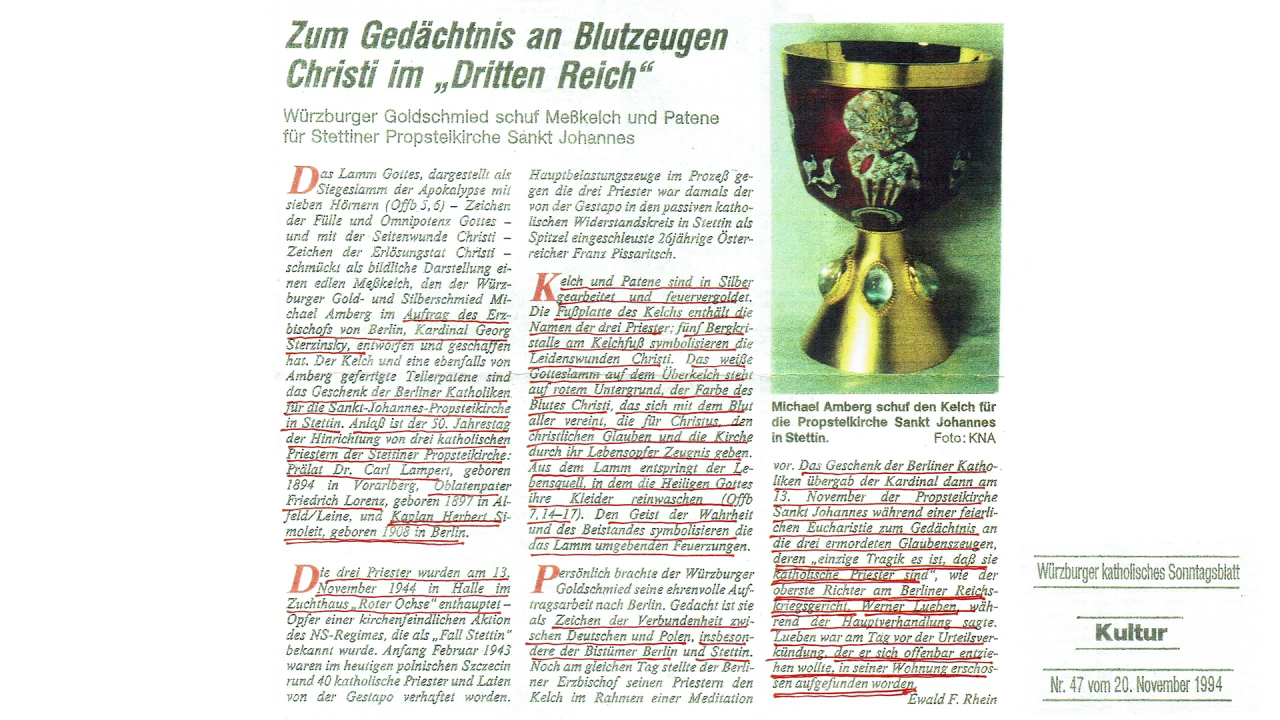 Zum Gedächtnis an Blutzeugen
Christi im „Dritten Reich“
Würzburger Goldschmied schuf Meßkelch und Patene
für Stettiner Propsteikirche Sankt Johannes
Das Lamm Gottes, dargestellt als
Siegeslamm der Apokalypse mit
sieben Hörnern (Offb 5,6) – Zeichen
der Fülle und Omnipotenz Gottes –
und mit der Seitenwunde Christi –
Zeichen der Erlösungstat Christi –
schmückt als bildliche Darstellung ei-
nen edlen Meßkelch, den der Würz-
burger Gold- und Silberschmied Mi-
chael Amberg im Auftrag des Erz-
bischofs von Berlin, Kardinal Georg
Sterzinsky, entworfen und geschaffen
hat. Der Kelch und eine ebenfalls von
Amberg gefertigte Tellerpatene sind
das Geschenk der Berliner Katholiken
für die Sankt-Johannes-Propsteikirche
in Stettin. Anlaß ist der 50. Jahrestag
der Hinrichtung von drei katholischen
Priestern der Stettiner Propsteikirche:
Prälat Dr. Carl Lampert, geboren
1894 in Vorarlberg, Oblatenpater
Friedrich Lorenz, geboren 1897 in Al-
feld/Leine, und Kaplan Herbert Si-
moleit, geboren 1908 in Berlin.
Die drei Priester wurden am 13.
November 1944 in Halle im
Zuchthaus „Roter Ochse“ enthauptet –
Opfer einer kirchenfeindlichen Aktion
des NS-Regimes, die als „Fall Stettin“
bekannt wurde. Anfang Februar 1943
waren im heutigen polnischen Szczecin
rund 40 katholische Priester und Laien
von der Gestapo verhaftet worden.
Hauptbelastungszeuge im Prozeß ge-
gen die drei Priester war damals der
von der Gestapo in den passiven katho-
lischen Widerstandskreis in Stettin als
Spitzel eingeschleuste 26jährige Öster-
reicher Franz Pissaritsch.
Kelch und Patene sind in Silber
gearbeitet und feuervergoldet.
Die Fußplatte des Kelchs enthält die
Namen der drei Priester; fünf Bergkri-
stalle am Kelchfuß symbolisieren die
Leidenswunden Christi. Das weiße
Gotteslamm auf dem Überkelch steht
auf rotem Untergrund, der Farbe des
Blutes Christi, das sich mit dem Blut
aller vereint, die für Christus, den
christlichen Glauben und die Kirche
durch ihr Lebensopfer Zeugnis geben.
Aus dem Lamm entspringt der Le-
bensquell, in dem die Heiligen Gottes
ihre Kleider reinwaschen (Offb
7,14–17). Den Geist der Wahrheit
und des Beistandes symbolisieren die
das Lamm umgebenden Feuerzungen.
Persönlich brachte der Würzburger
Goldschmied seine ehrenvolle Auf-
tragsarbeit nach Berlin. Gedacht ist sie
als Zeichen der Verbundenheit zwi-
schen Deutschen und Polen, insbeson-
dere der Bistümer Berlin und Stettin.
Noch am gleichen Tag stellte der Berli-
ner Erzbischof seinen Priestern den
Kelch im Rahmen einer Meditation
Michael Amberg schuf den Kelch für
die Propsteikirche Sankt Johannes
in Stettin. Foto: KNA
vor. Das Geschenk der Berliner Katho-
liken übergab der Kardinal dann am
13. November der Propsteikirche
Sankt Johannes während einer feierli-
chen Eucharistie zum Gedächtnis an
die drei ermordeten Glaubenszeugen,
deren „einzige Tragik es ist, daß sie
katholische Priester sind“, wie der
oberste Richter am Berliner Reichs-
kriegsgericht, Werner Lueben, wäh-
rend der Hauptverhandlung sagte.
Lueben war am Tag vor der Urteilsver-
kündung, der er sich offenbar entzie-
hen wollte, in seiner Wohnung erschos-
sen aufgefunden worden.
Ewald F. Rhein
Würzburger katholisches Sonntagsblatt
Kultur
Nr. 47 vom 20. November 1994